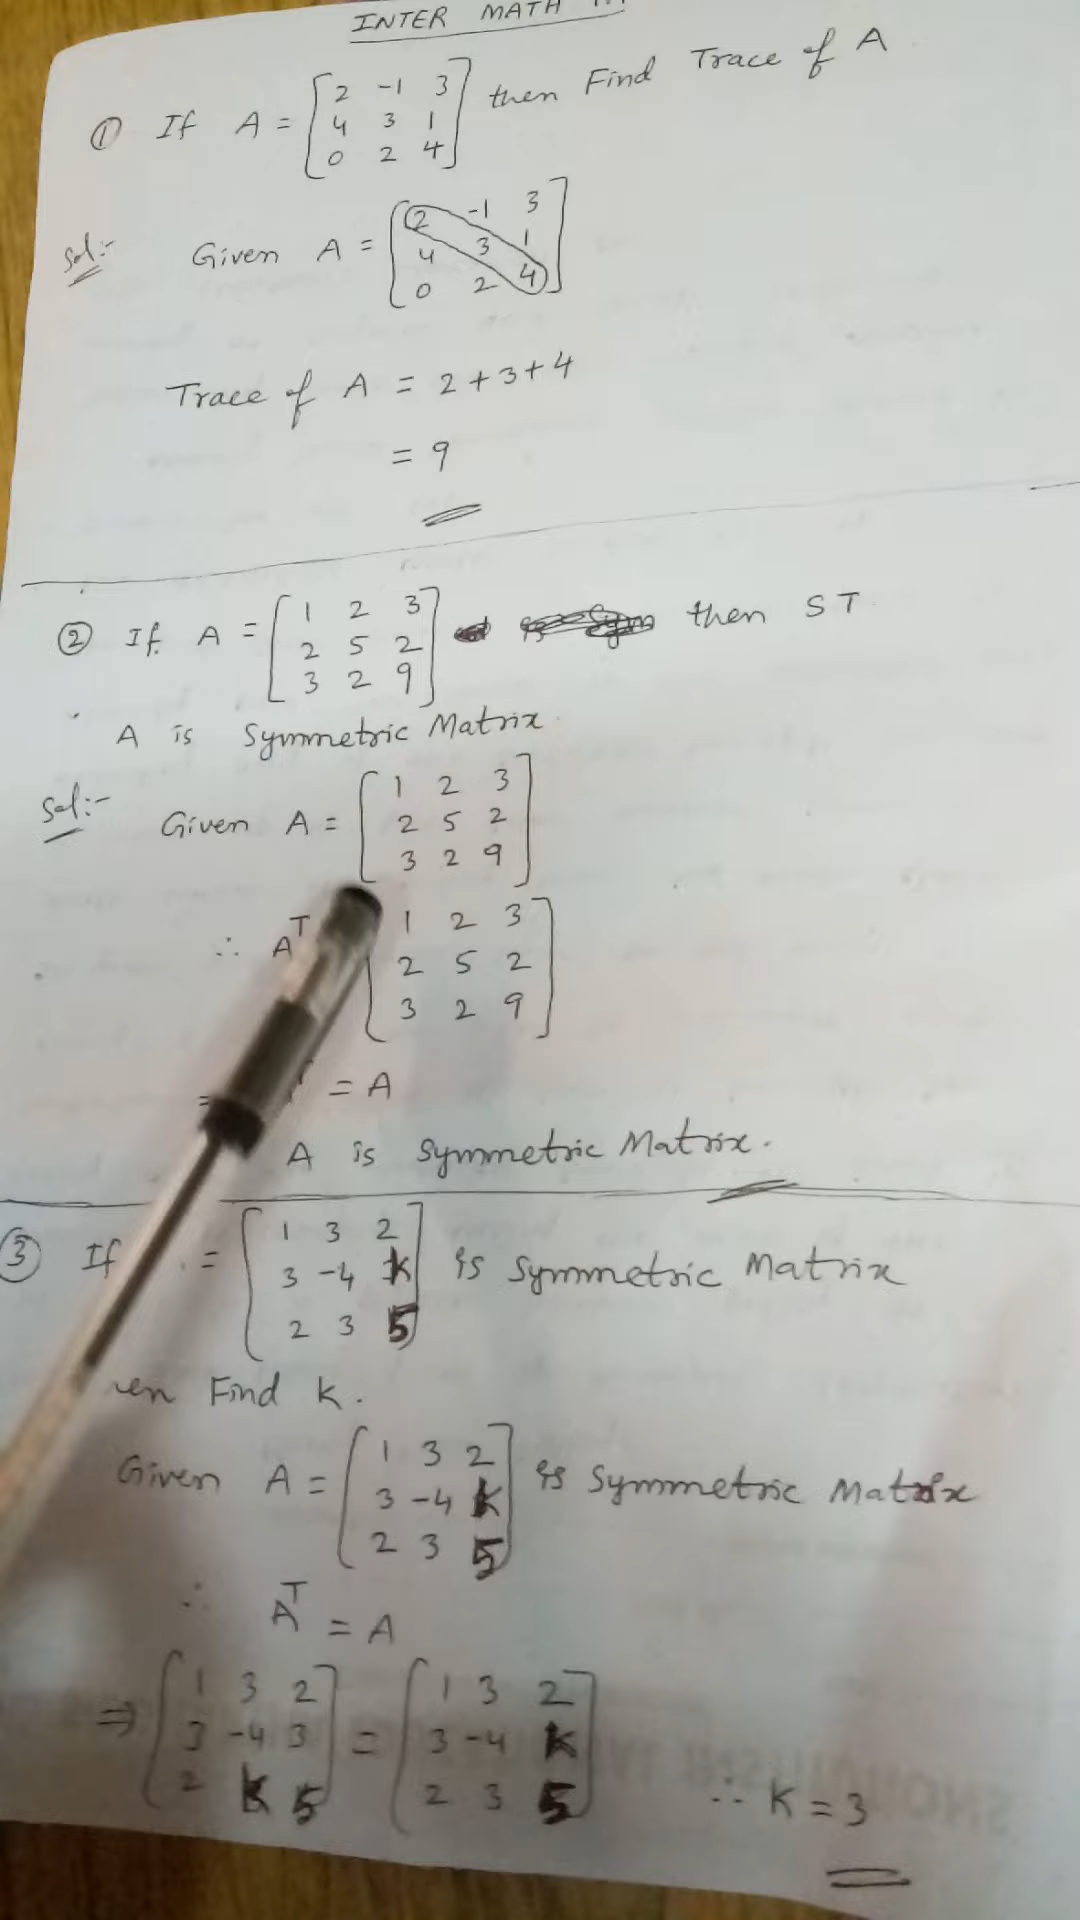 INTER MATH
① If A = [2 -1 3
4 3 1
0 2 4] then Find Trace of A
Sol:- Given A = [2 -1 3
4 3 1
0 2 4]
Trace of A = 2+3+4
= 9
② If A = [1 2 3
2 5 2
3 2 9] then ST
A is Symmetric Matrix
Sol:- Given A = [1 2 3
2 5 2
3 2 9]
∴ Aᵀ [1 2 3
2 5 2
3 2 9]
= A
A is Symmetric Matrix.
③ If = [1 3 2
3 -4 k
2 3 5] is Symmetric Matrix
Find k.
Given A = [1 3 2
3 -4 k
2 3 5] is Symmetric Matrix
∴ Aᵀ = A
⇒ [1 3 2
3 -4 3
2 k 5] = [1 3 2
3 -4 k
2 3 5] ∴ K = 3